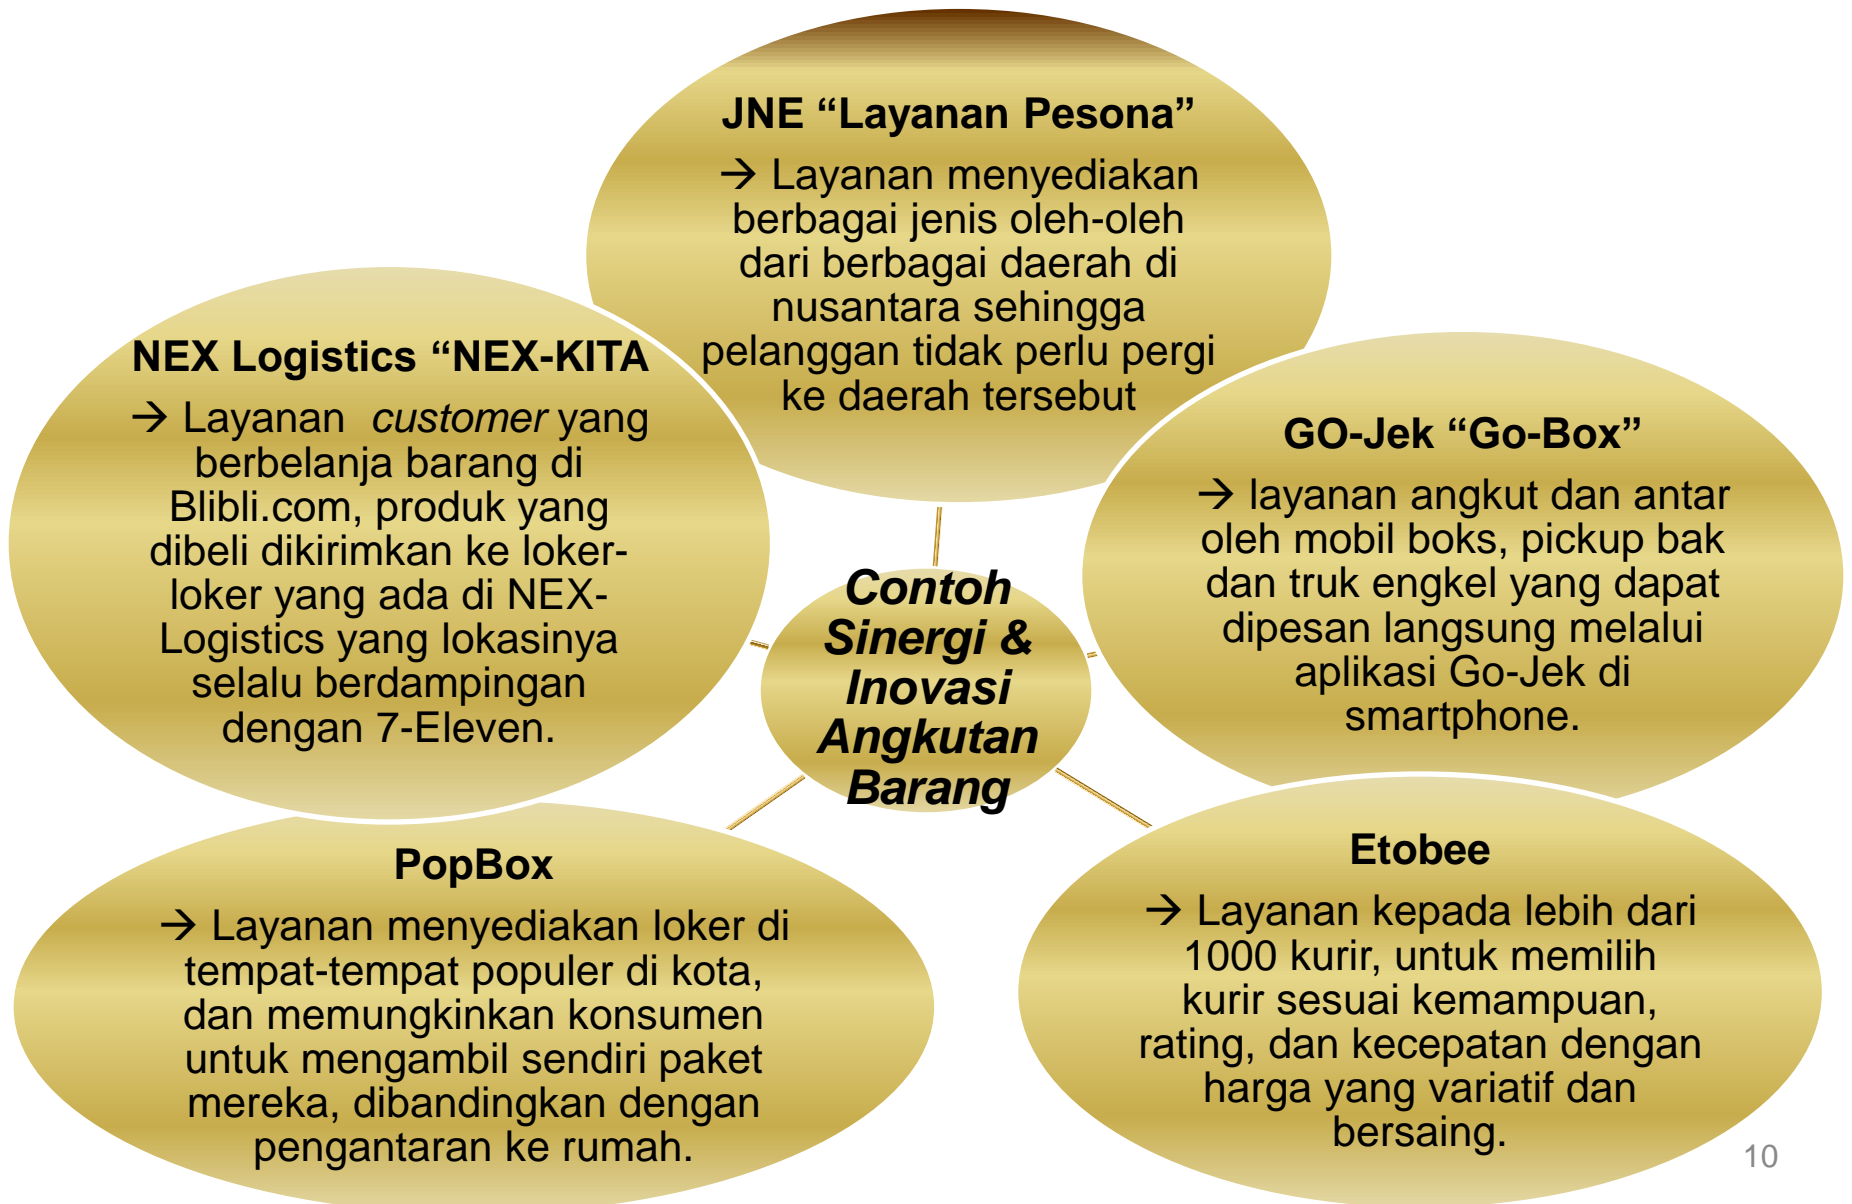 JNE “Layanan Pesona”
→ Layanan menyediakan
berbagai jenis oleh-oleh
dari berbagai daerah di
nusantara sehingga
pelanggan tidak perlu pergi
ke daerah tersebut
NEX Logistics “NEX-KITA
→ Layanan customer yang
berbelanja barang di
Blibli.com, produk yang
dibeli dikirimkan ke loker-
loker yang ada di NEX-
Logistics yang lokasinya
selalu berdampingan
dengan 7-Eleven.
GO-Jek “Go-Box”
→ layanan angkut dan antar
oleh mobil boks, pickup bak
dan truk engkel yang dapat
dipesan langsung melalui
aplikasi Go-Jek di
smartphone.
Contoh
Sinergi &
Inovasi
Angkutan
Barang
PopBox
→ Layanan menyediakan loker di
tempat-tempat populer di kota,
dan memungkinkan konsumen
untuk mengambil sendiri paket
mereka, dibandingkan dengan
pengantaran ke rumah.
Etobee
→ Layanan kepada lebih dari
1000 kurir, untuk memilih
kurir sesuai kemampuan,
rating, dan kecepatan dengan
harga yang variatif dan
bersaing.
10